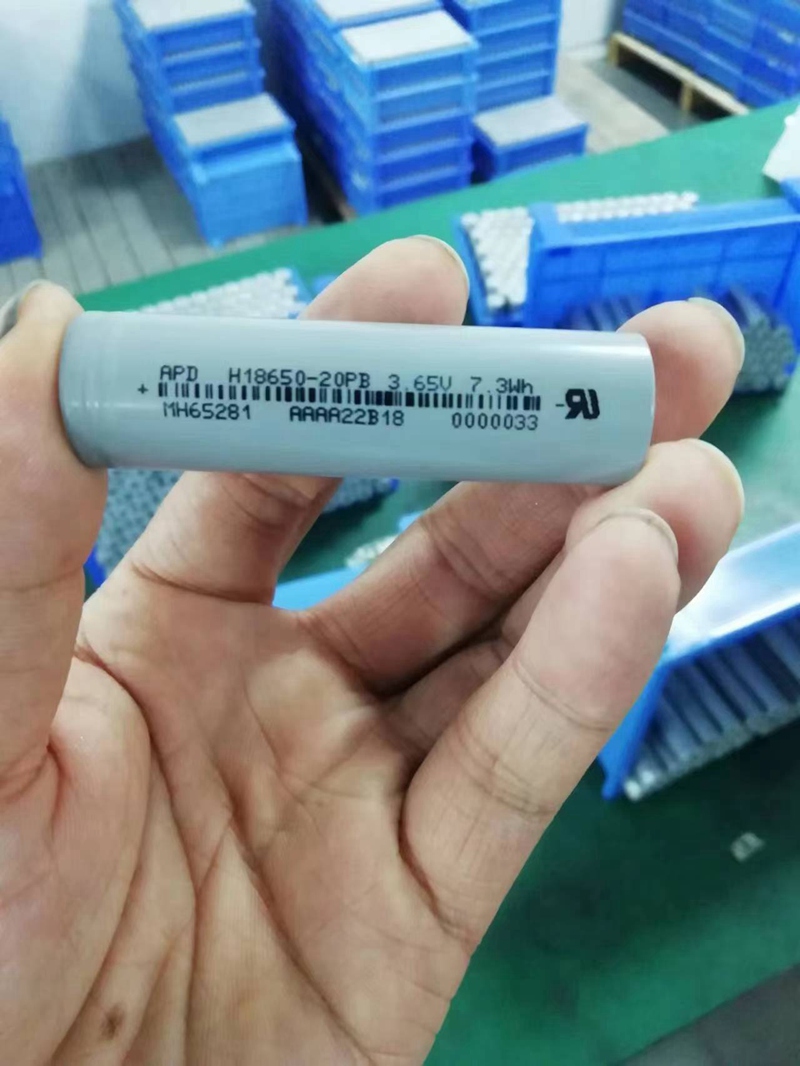 APD H18650-20PB 3.65V 7.3Wh
+ -
MH65281 AAAA22B18 0000033